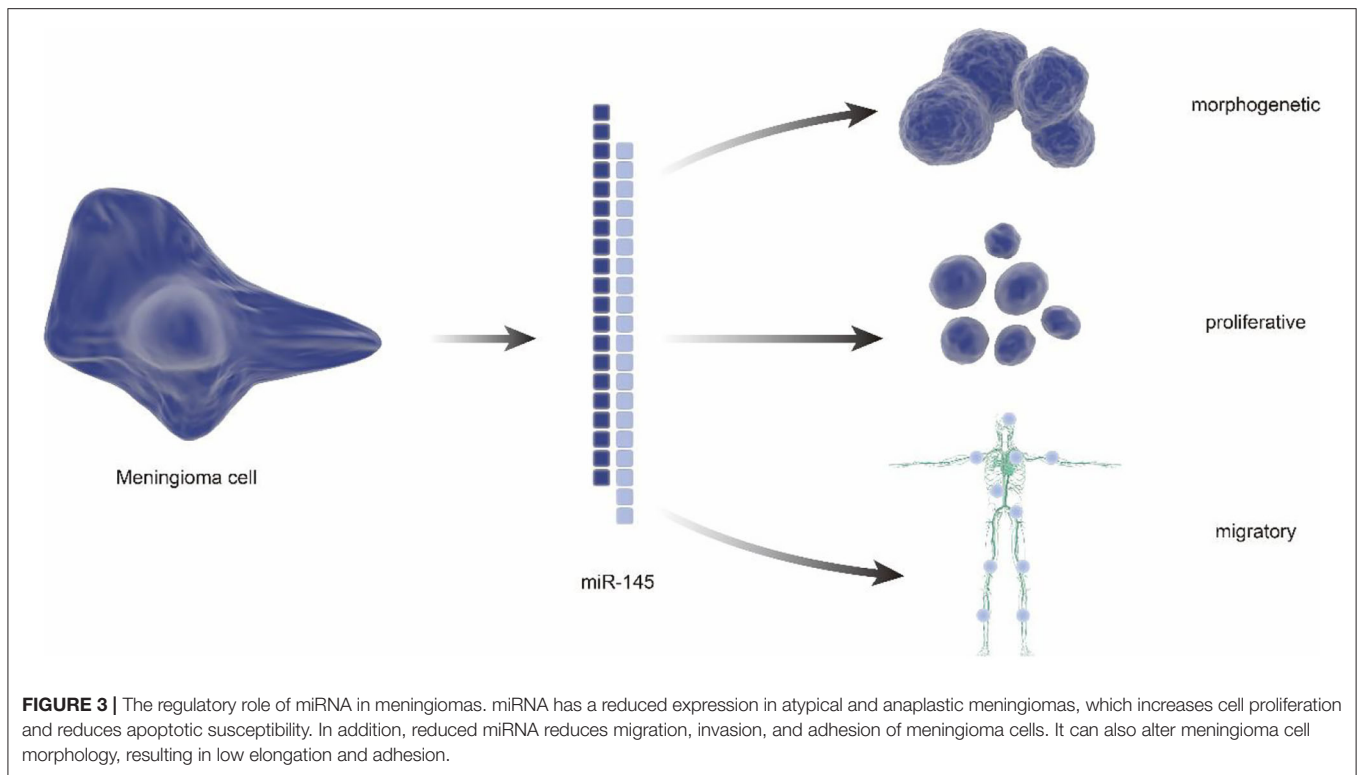 morphogenetic
proliferative
Meningioma cell
migratory
miR-145
FIGURE 3 | The regulatory role of miRNA in meningiomas. miRNA has a reduced expression in atypical and anaplastic meningiomas, which increases cell proliferation
and reduces apoptotic susceptibility. In addition, reduced miRNA reduces migration, invasion, and adhesion of meningioma cells. It can also alter meningioma cell
morphology, resulting in low elongation and adhesion.